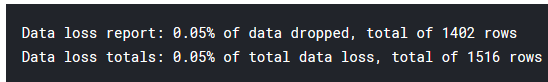 Data loss report: 0.05% of data dropped, total of 1402 rows
Data loss totals: 0.05% of total data loss, total of 1516 rows